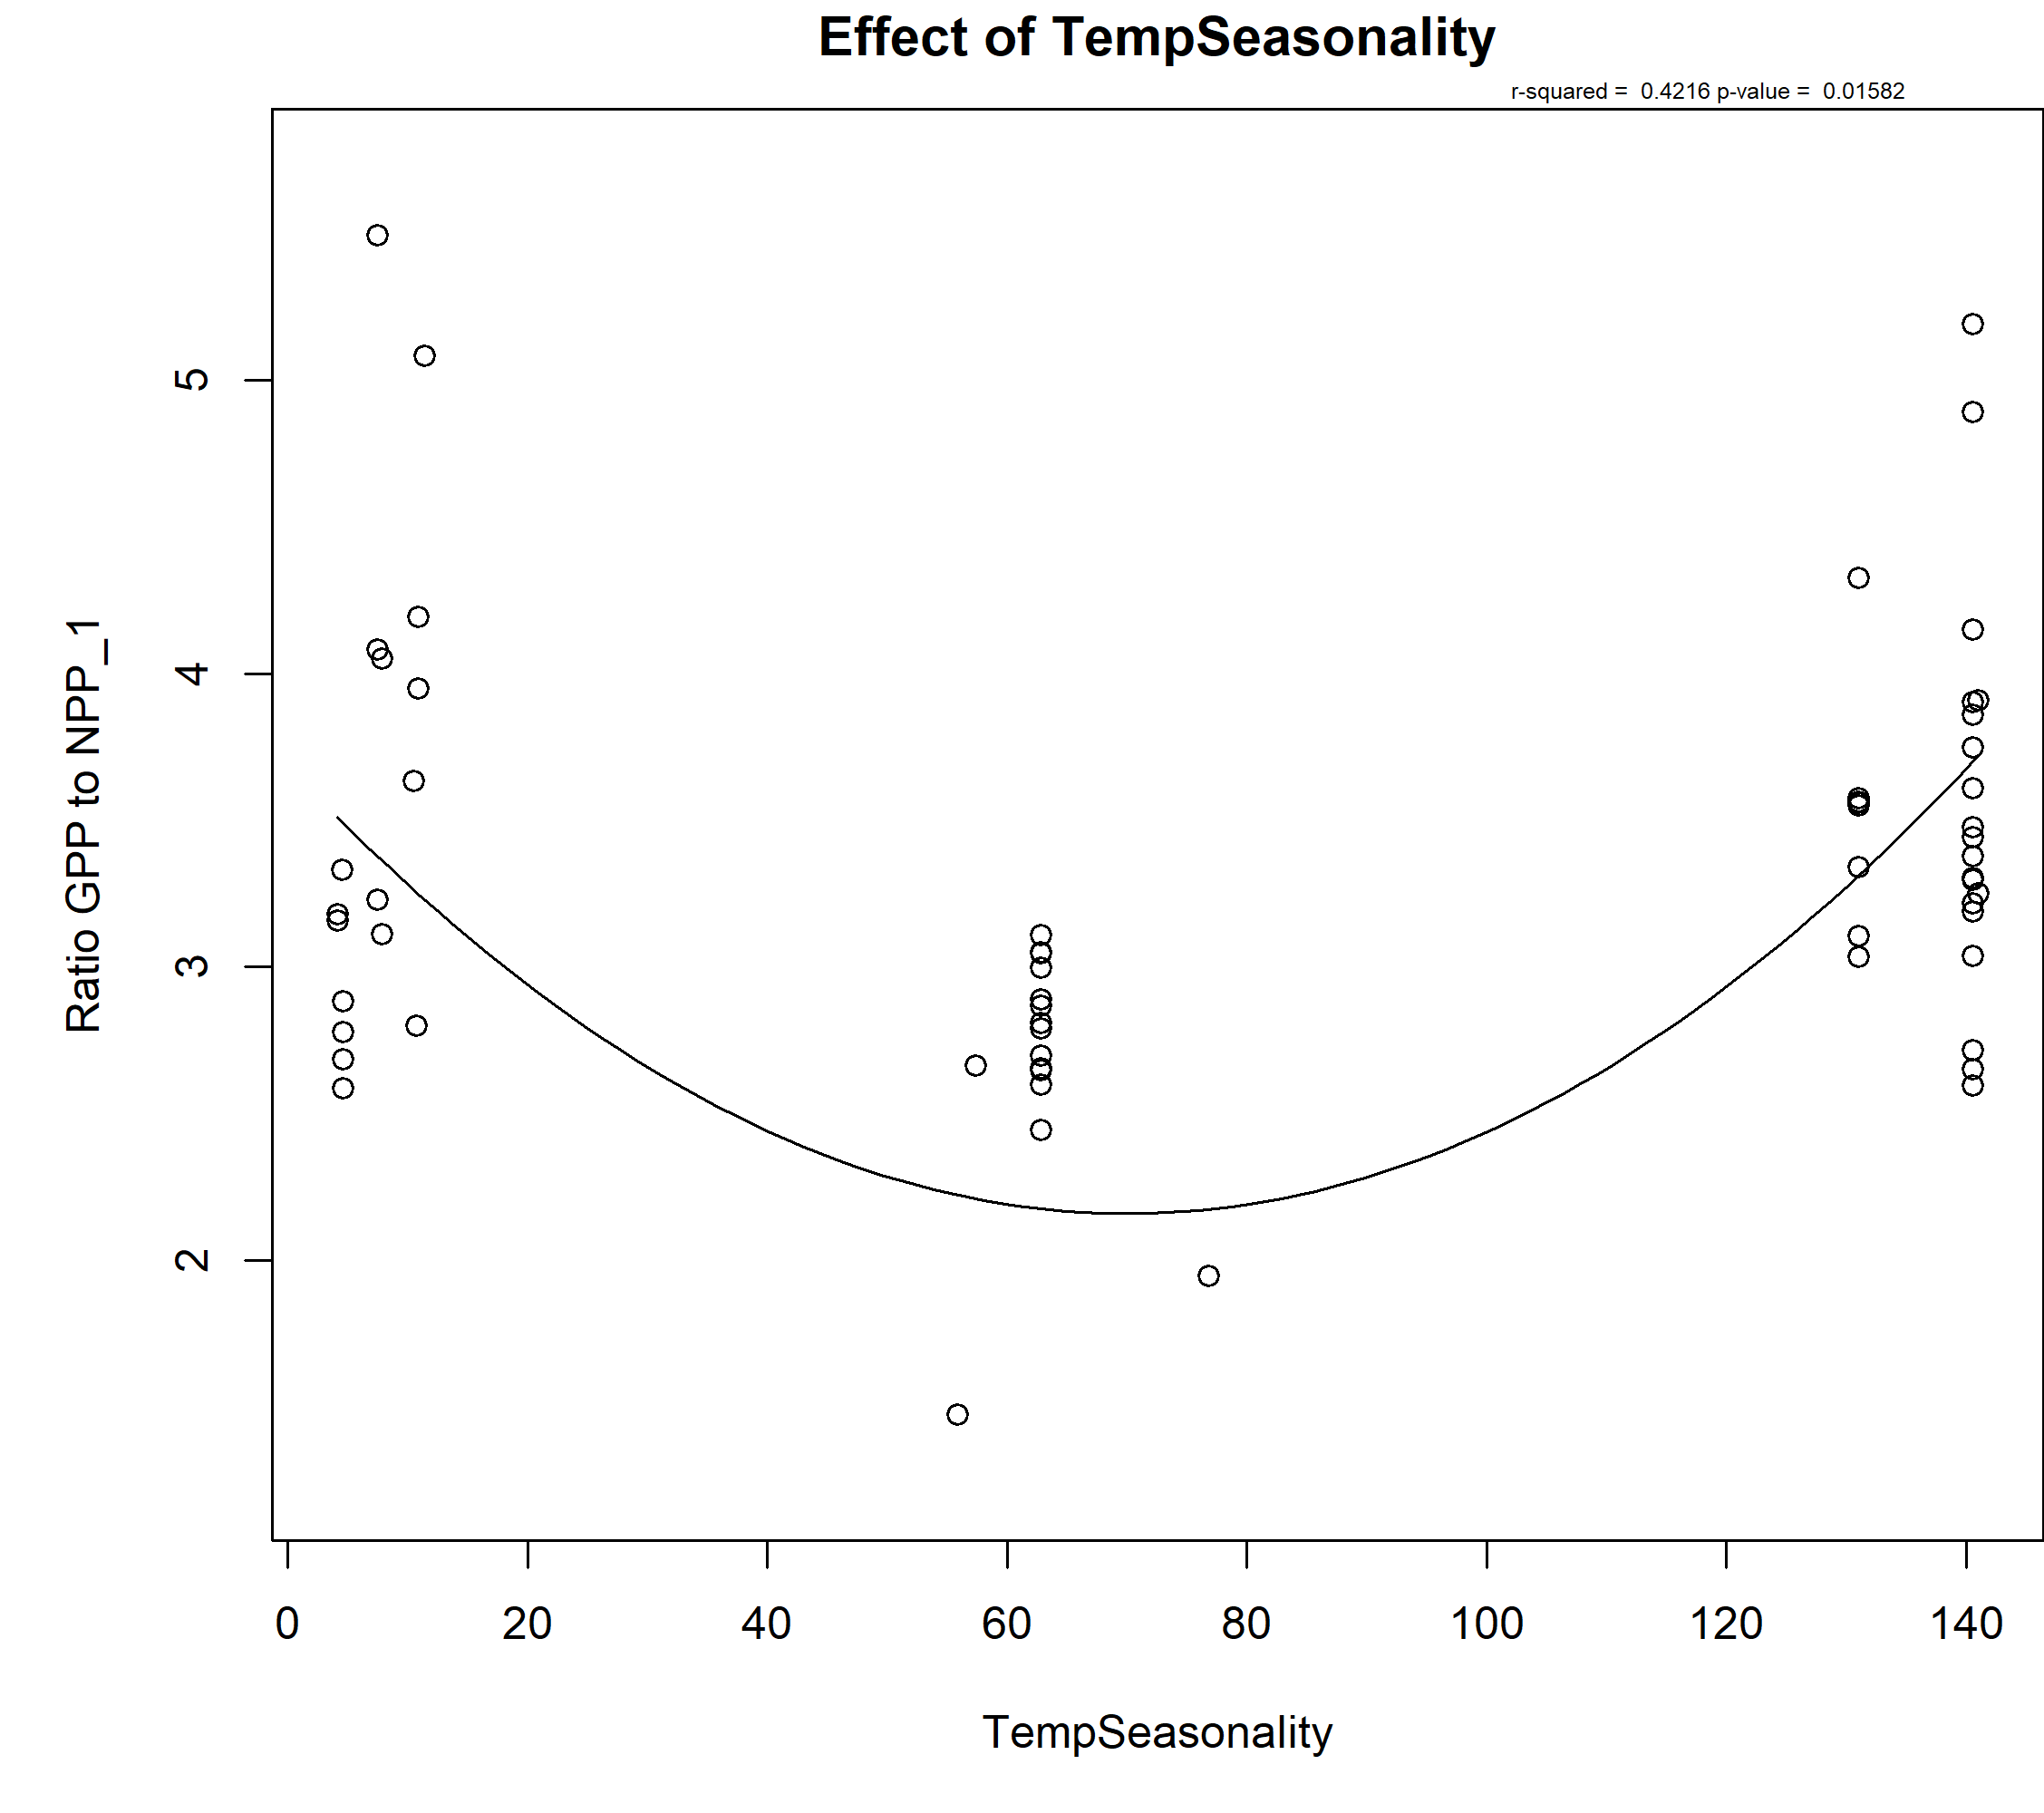 Effect of TempSeasonality
r-squared =  0.4216 p-value =  0.01582
Ratio GPP to NPP_1
5
4
3
2
0 20 40 60 80 100 120 140
TempSeasonality